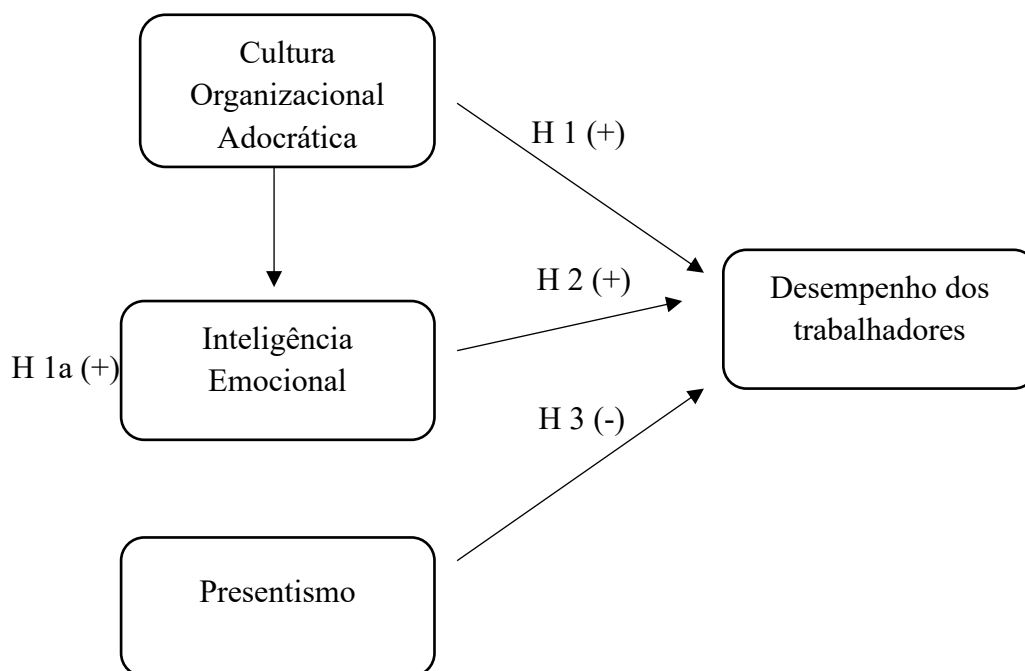 Cultura
Organizacional
Adocrática
H 1 (+)
H 2 (+)
Desempenho dos
trabalhadores
Inteligência
Emocional
H 1a (+)
H 3 (-)
Presentismo